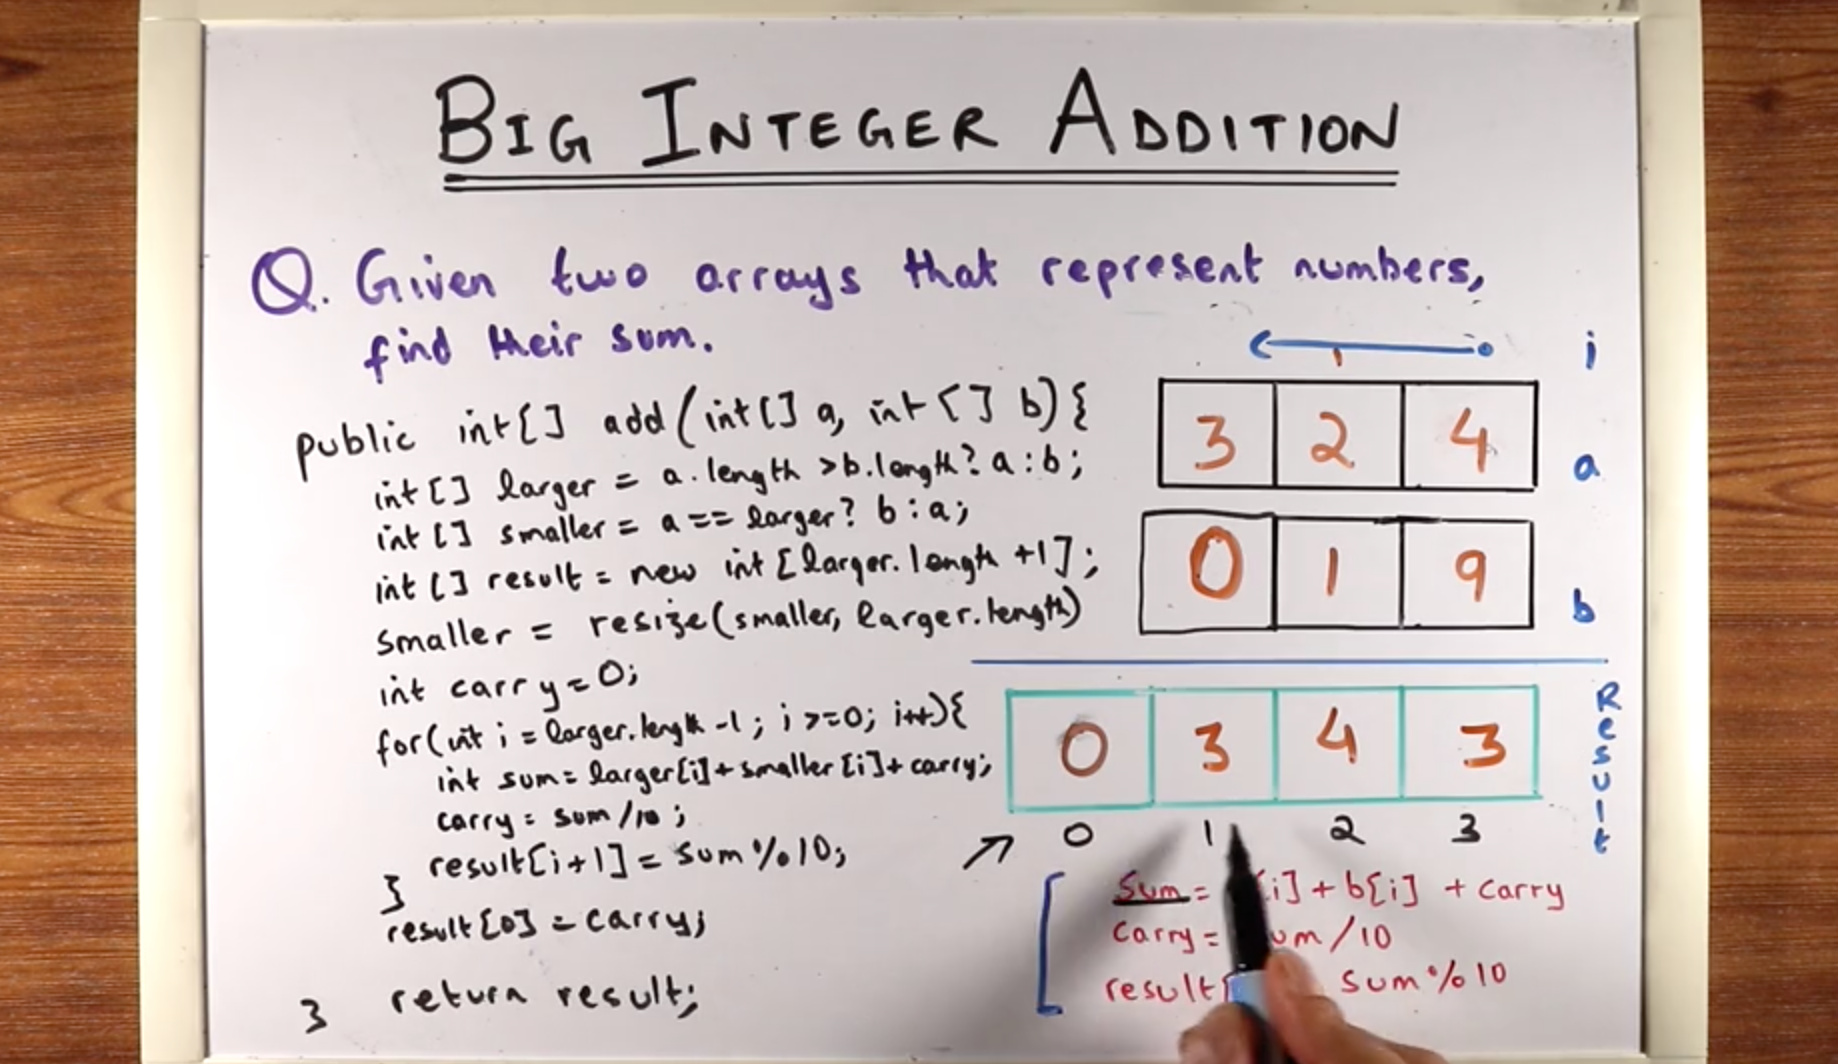 BIG INTEGER ADDITION
Q. Given two arrays that represent numbers,
find their sum.
public int[] add(int[] a, int[] b){
int[] larger = a.length >b.length? a : b;
int[] smaller = a == larger? b : a;
int[] result = new int[larger.length +1];
smaller = resize(smaller, larger.length)
int carry=0;
for(int i = larger.length -1; i >=0; i++){
int sum= larger[i]+smaller[i]+carry;
carry= sum/10;
result[i+1] = sum%10;
}
result[0] = carry;
return result;
}
i
1
3 2 4
a
0 1 9
b
0 3 4 3
Result
0 1 2 3
Sum= [i] + b[i] + carry
carry= um/10
result[ sum%10